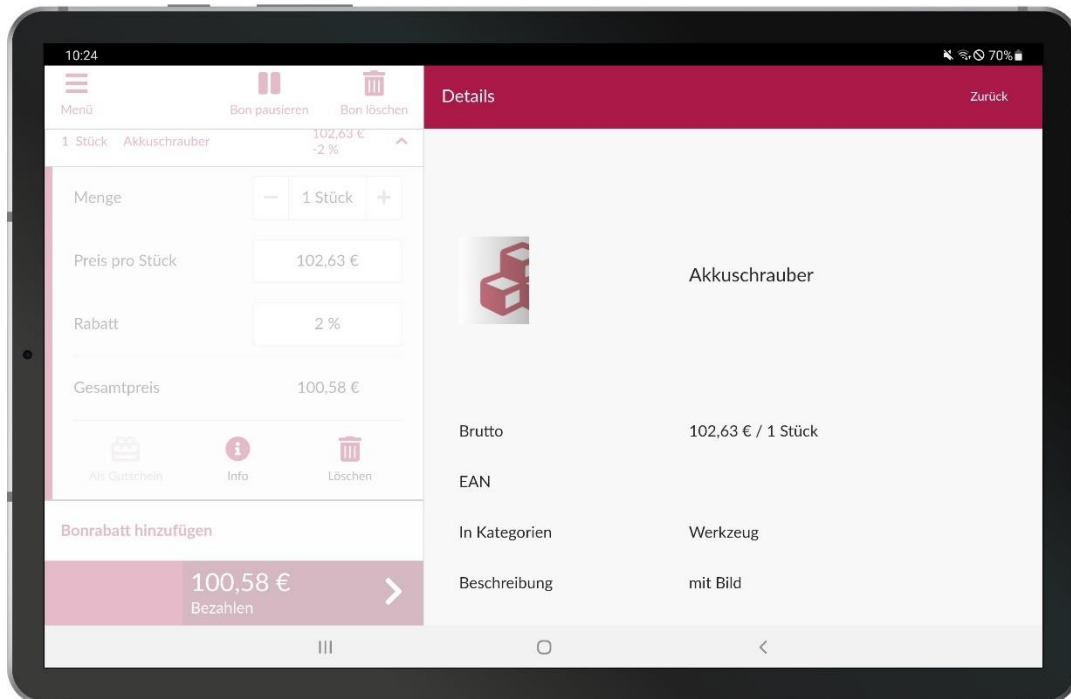 10:24
70%
Menü
Bon pausieren
Bon löschen
Details
Zurück
1 Stück Akkuschrauber 102,63 €
-2 %
Menge 1 Stück
Preis pro Stück 102,63 €
Rabatt 2 %
Gesamtpreis 100,58 €
Als Gutschein
Info
Löschen
Bonrabatt hinzufügen
100,58 €
Bezahlen
Akkuschrauber
Brutto 102,63 € / 1 Stück
EAN
In Kategorien Werkzeug
Beschreibung mit Bild